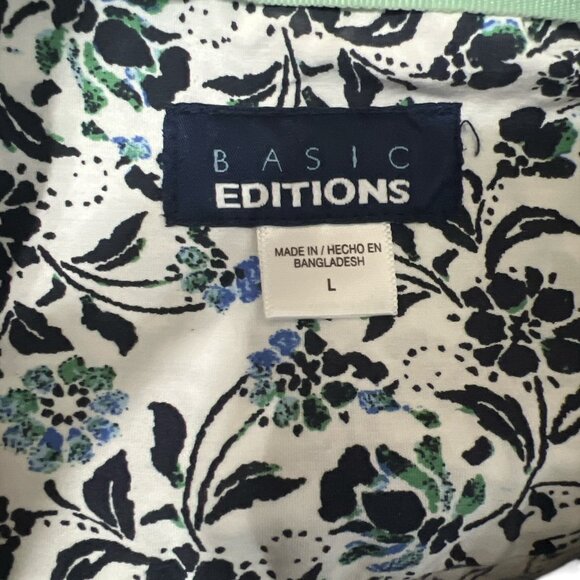 BASIC
EDITIONS
MADE IN / HECHO EN
BANGLADESH
L